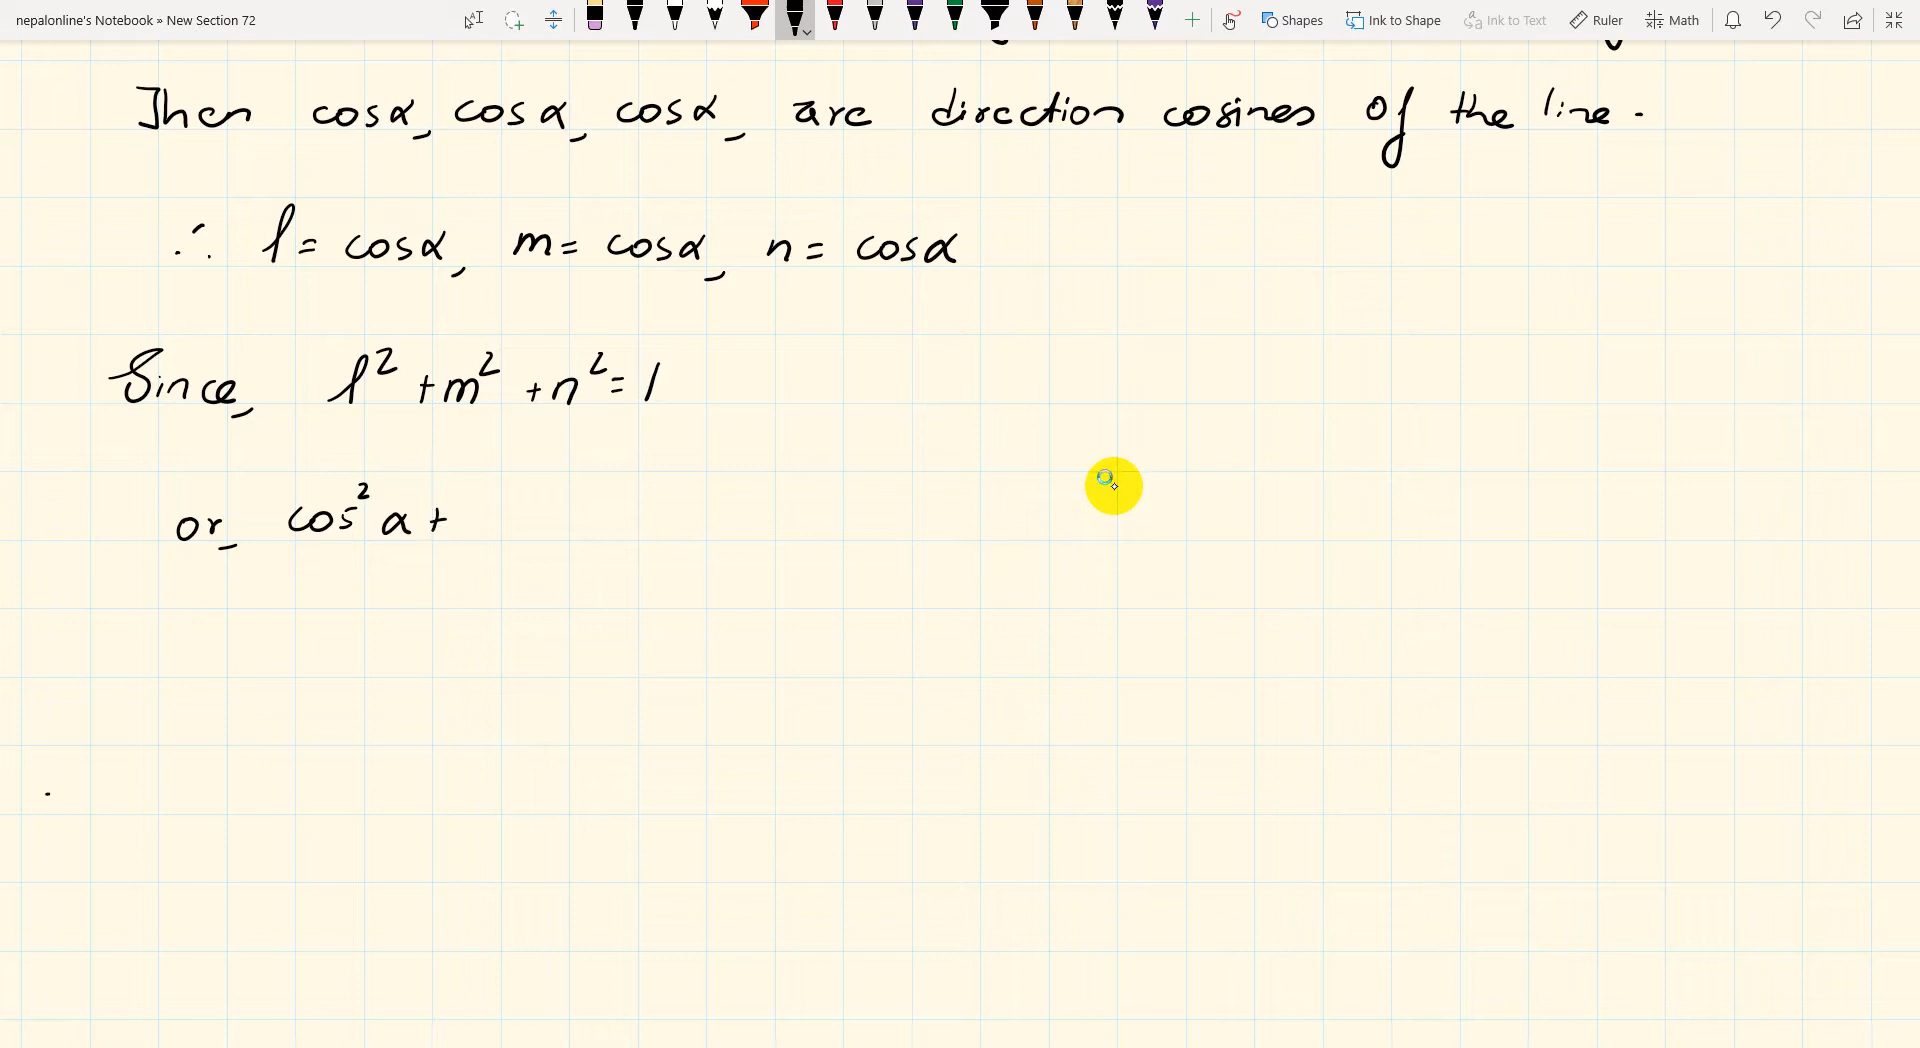 nepalonline's Notebook » New Section 72
Shapes Ink to Shape Ink to Text Ruler Math
Then cosα, cosα, cosα, are direction cosines of the line.
∴ l = cosα, m = cosα, n = cosα
Since, l² + m² + n² = 1
or, cos² α +